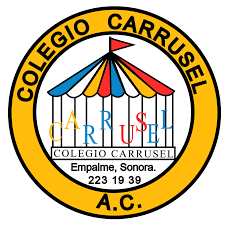 COLEGIO CARRUSEL
CARRUSEL
COLEGIO CARRUSEL
Empalme, Sonora.
223 19 39
A.C.